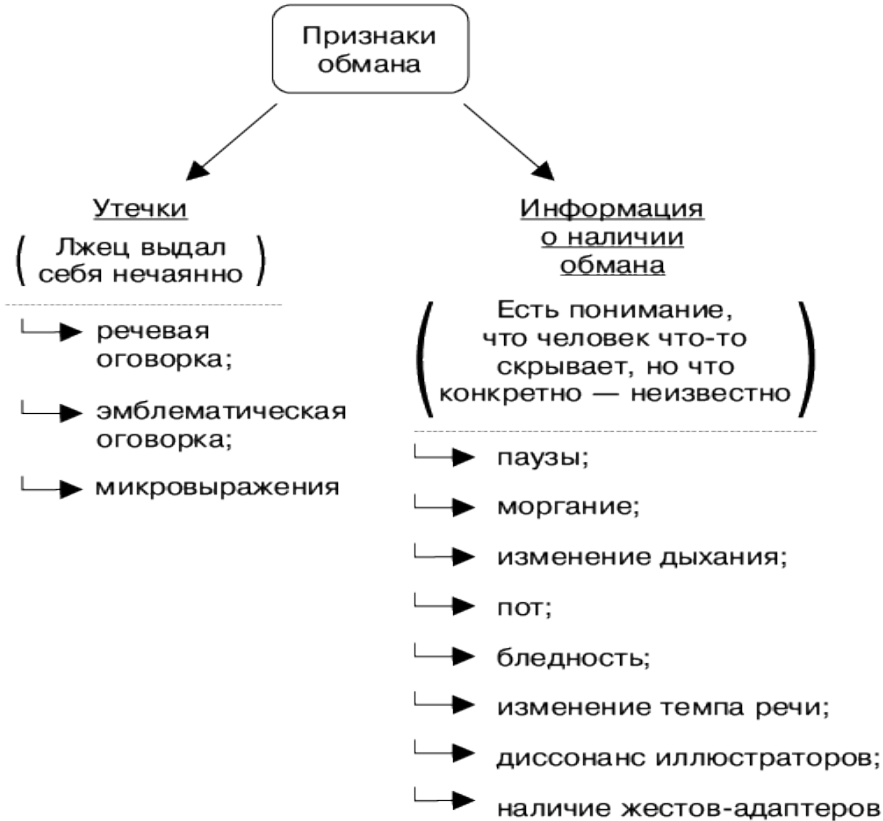 Признаки
обмана
Утечки
(Лжец выдал
себя нечаянно)
речевая
оговорка;
эмблематическая
оговорка;
микровыражения
Информация
о наличии
обмана
(Есть понимание,
что человек что-то
скрывает, но что
конкретно — неизвестно)
паузы;
моргание;
изменение дыхания;
пот;
бледность;
изменение темпа речи;
диссонанс иллюстраторов;
наличие жестов-адаптеров